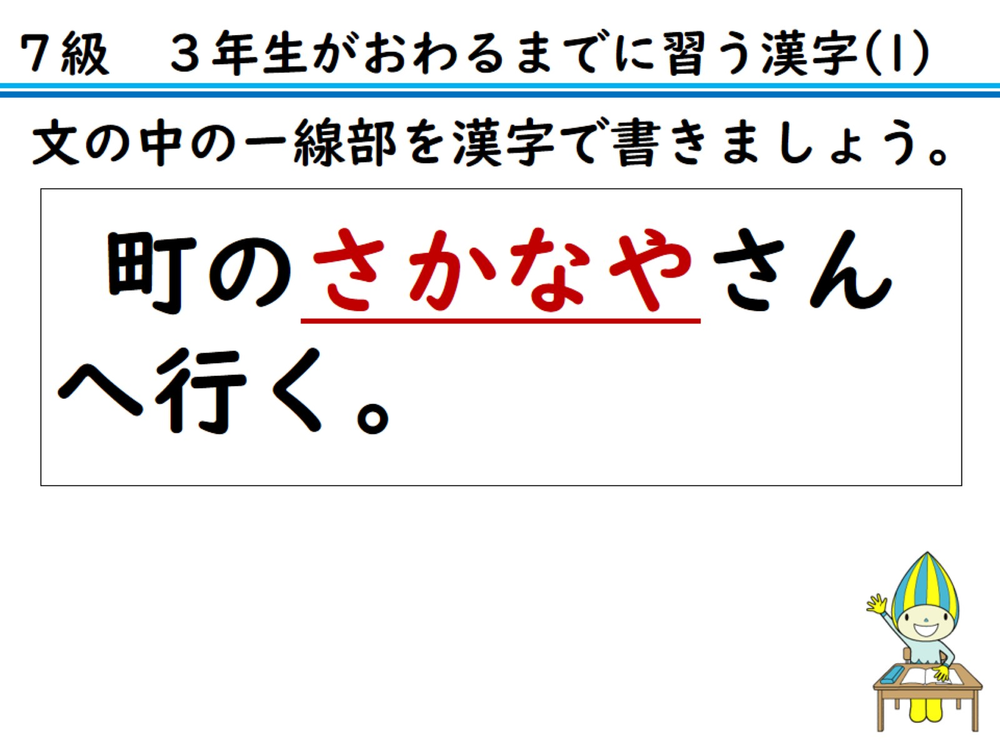 ７級　３年生がおわるまでに習う漢字(1)
文の中の－線部を漢字で書きましょう。
町のさかなやさん
へ行く。